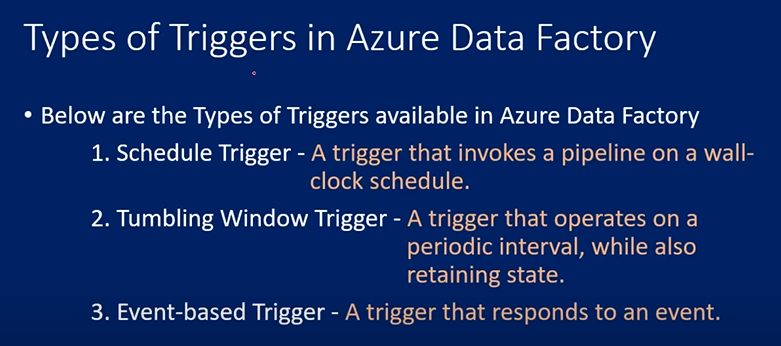 Types of Triggers in Azure Data Factory
• Below are the Types of Triggers available in Azure Data Factory
1. Schedule Trigger - A trigger that invokes a pipeline on a wall-
clock schedule.
2. Tumbling Window Trigger - A trigger that operates on a
periodic interval, while also
retaining state.
3. Event-based Trigger - A trigger that responds to an event.